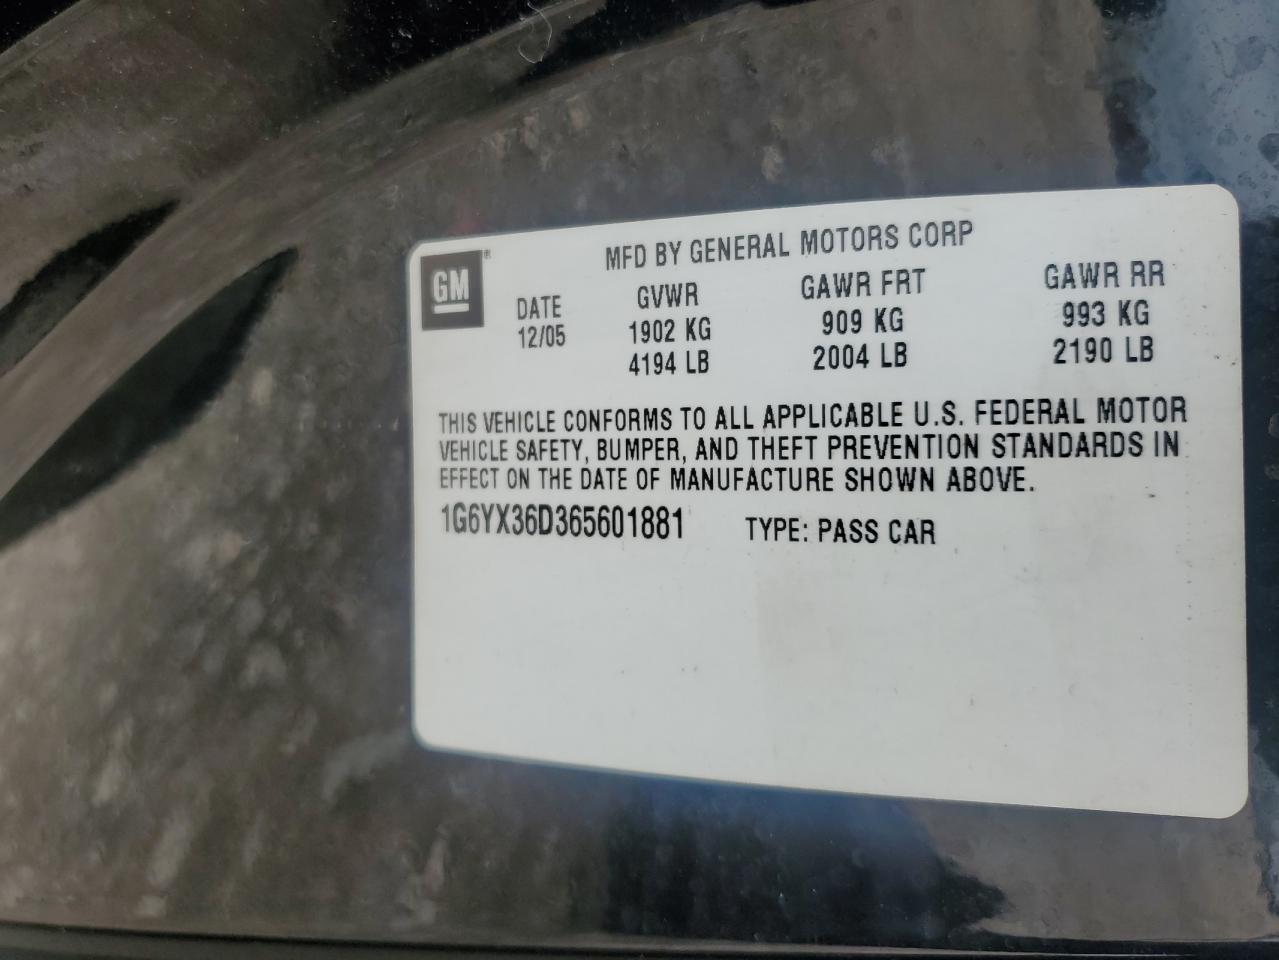 MFD BY GENERAL MOTORS CORP
GM®
DATE GVWR GAWR FRT GAWR RR
12/05 1902 KG 909 KG 993 KG
4194 LB 2004 LB 2190 LB
THIS VEHICLE CONFORMS TO ALL APPLICABLE U.S. FEDERAL MOTOR
VEHICLE SAFETY, BUMPER, AND THEFT PREVENTION STANDARDS IN
EFFECT ON THE DATE OF MANUFACTURE SHOWN ABOVE.
1G6YX36D365601881 TYPE: PASS CAR